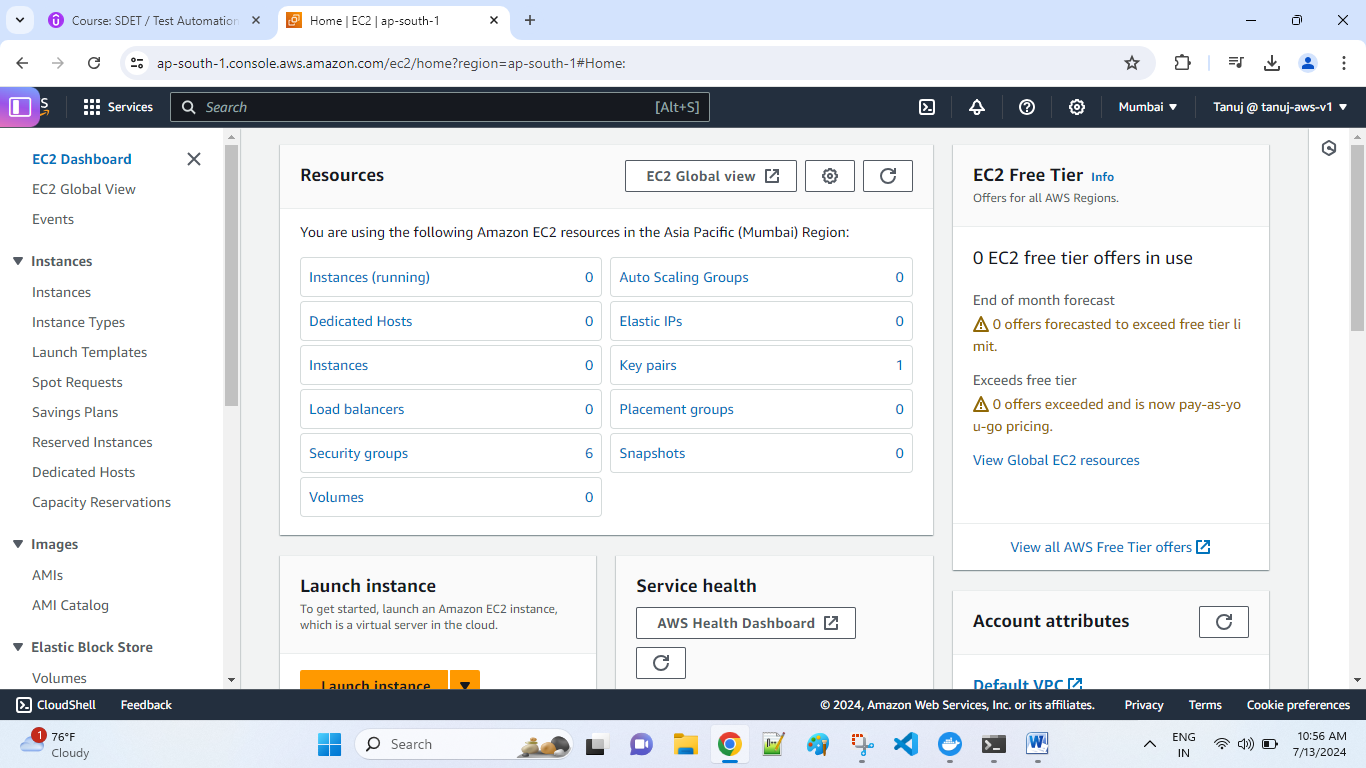 Course: SDET / Test Automation
Home | EC2 | ap-south-1
ap-south-1.console.aws.amazon.com/ec2/home?region=ap-south-1#Home:
Services
Search
[Alt+S]
Mumbai
Tanuj @ tanuj-aws-v1
EC2 Dashboard
EC2 Global View
Events
Instances
Instances
Instance Types
Launch Templates
Spot Requests
Savings Plans
Reserved Instances
Dedicated Hosts
Capacity Reservations
Images
AMIs
AMI Catalog
Elastic Block Store
Volumes
Resources
EC2 Global view
You are using the following Amazon EC2 resources in the Asia Pacific (Mumbai) Region:
Instances (running) 0
Auto Scaling Groups 0
Dedicated Hosts 0
Elastic IPs 0
Instances 0
Key pairs 1
Load balancers 0
Placement groups 0
Security groups 6
Snapshots 0
Volumes 0
Launch instance
To get started, launch an Amazon EC2 instance,
which is a virtual server in the cloud.
Launch instance
Service health
AWS Health Dashboard
EC2 Free Tier Info
Offers for all AWS Regions.
0 EC2 free tier offers in use
End of month forecast
0 offers forecasted to exceed free tier li
mit.
Exceeds free tier
0 offers exceeded and is now pay-as-yo
u-go pricing.
View Global EC2 resources
View all AWS Free Tier offers
Account attributes
Default VPC
CloudShell
Feedback
© 2024, Amazon Web Services, Inc. or its affiliates.
Privacy
Terms
Cookie preferences
1
76°F
Cloudy
Search
ENG
IN
10:56 AM
7/13/2024